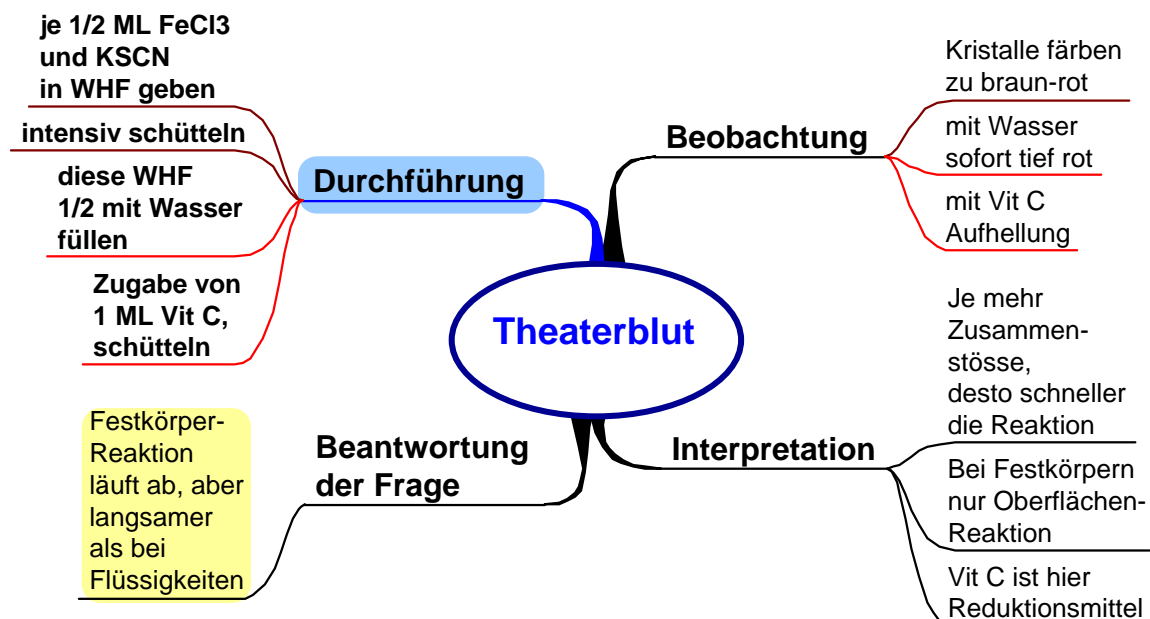 Theaterblut
Durchführung
je 1/2 ML FeCl3
und KSCN
in WHF geben
intensiv schütteln
diese WHF
1/2 mit Wasser
füllen
Zugabe von
1 ML Vit C,
schütteln
Beobachtung
Kristalle färben
zu braun-rot
mit Wasser
sofort tief rot
mit Vit C
Aufhellung
Interpretation
Je mehr
Zusammen-
stösse,
desto schneller
die Reaktion
Bei Festkörpern
nur Oberflächen-
Reaktion
Vit C ist hier
Reduktionsmittel
Beantwortung
der Frage
Festkörper-
Reaktion
läuft ab, aber
langsamer
als bei
Flüssigkeiten